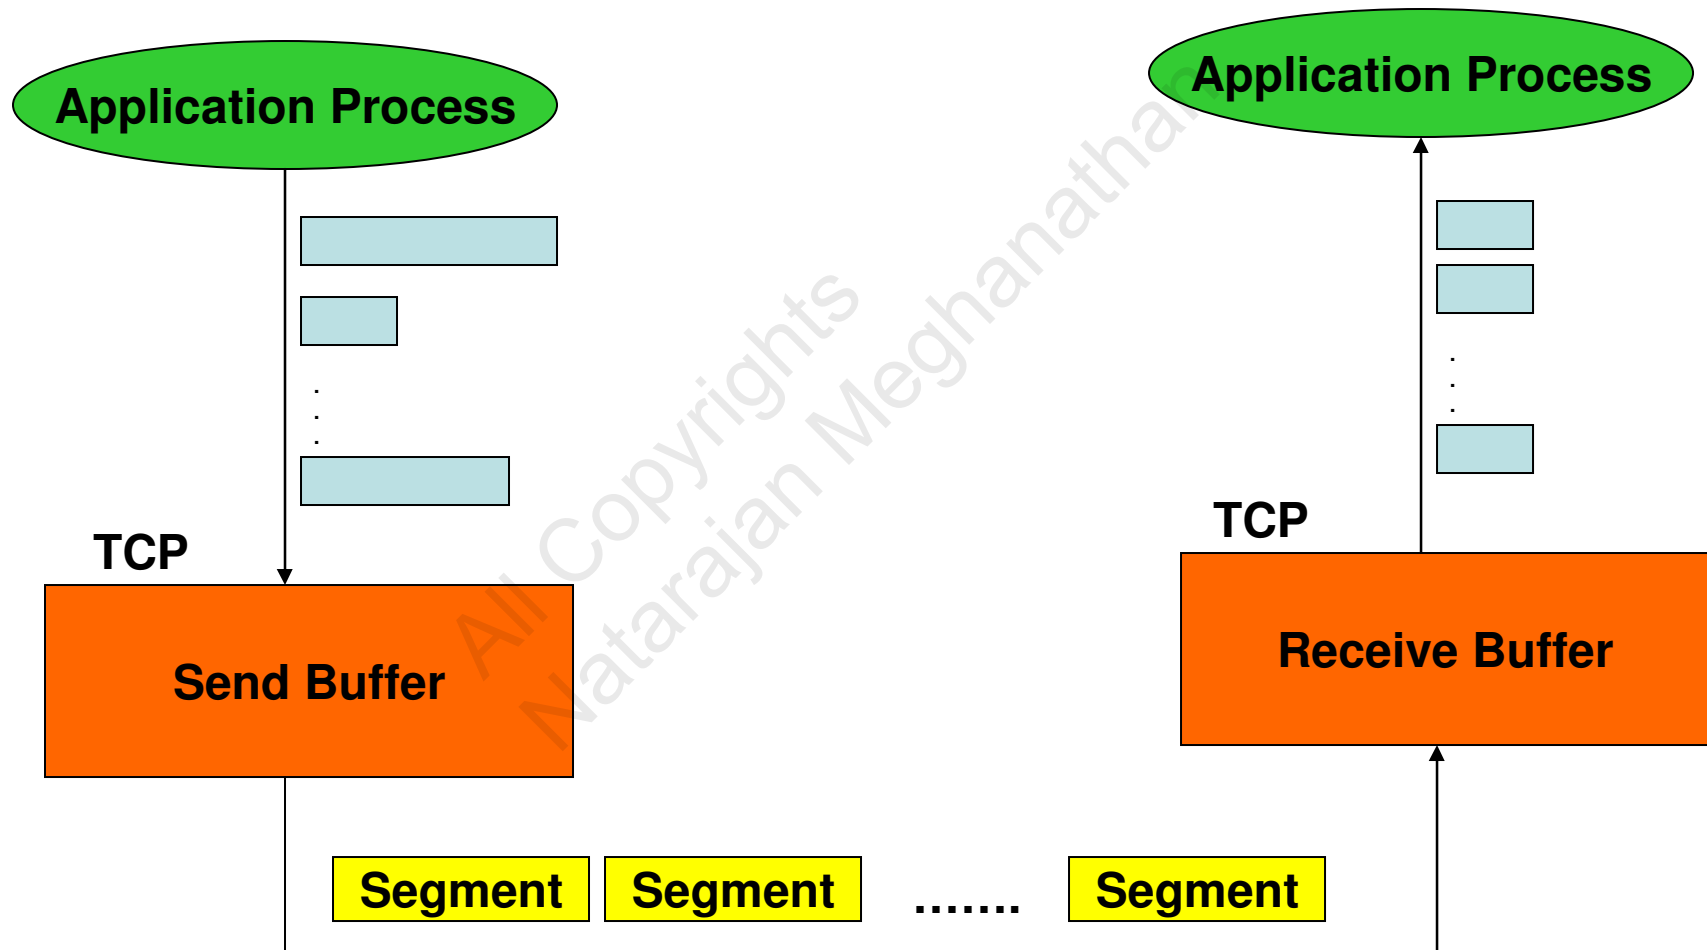 Application Process
Application Process
TCP
TCP
Send Buffer
Receive Buffer
Segment
Segment
.......
Segment
All Copyrights
Natarajan Meghanathan